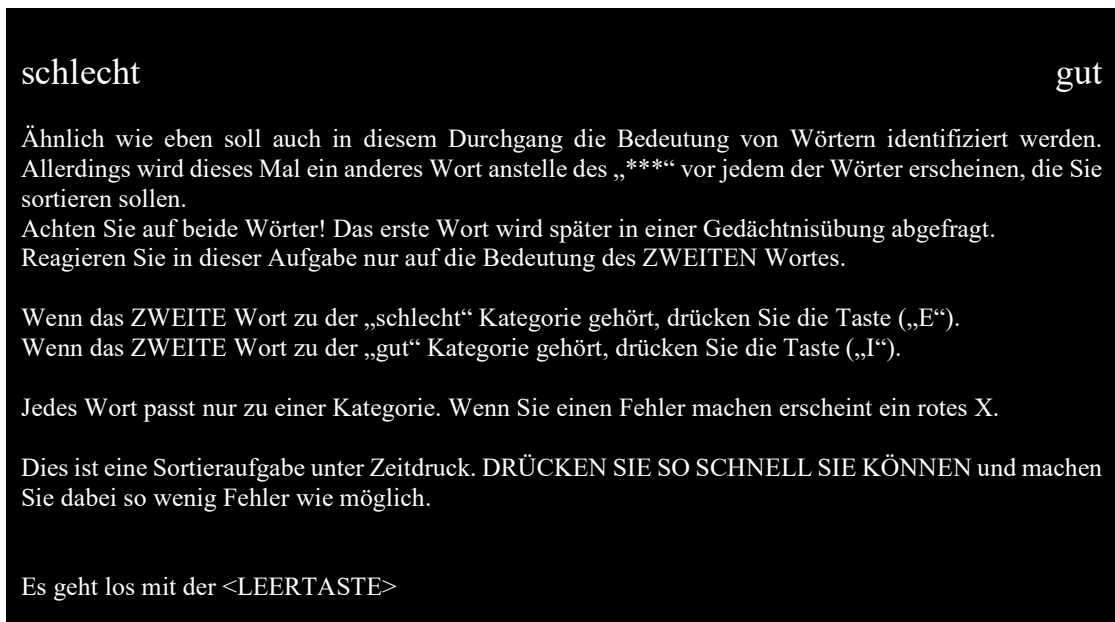 schlecht gut
Ähnlich wie eben soll auch in diesem Durchgang die Bedeutung von Wörtern identifiziert werden.
Allerdings wird dieses Mal ein anderes Wort anstelle des „***“ vor jedem der Wörter erscheinen, die Sie
sortieren sollen.
Achten Sie auf beide Wörter! Das erste Wort wird später in einer Gedächtnisübung abgefragt.
Reagieren Sie in dieser Aufgabe nur auf die Bedeutung des ZWEITEN Wortes.
Wenn das ZWEITE Wort zu der „schlecht“ Kategorie gehört, drücken Sie die Taste („E“).
Wenn das ZWEITE Wort zu der „gut“ Kategorie gehört, drücken Sie die Taste („I“).
Jedes Wort passt nur zu einer Kategorie. Wenn Sie einen Fehler machen erscheint ein rotes X.
Dies ist eine Sortieraufgabe unter Zeitdruck. DRÜCKEN SIE SO SCHNELL SIE KÖNNEN und machen
Sie dabei so wenig Fehler wie möglich.
Es geht los mit der <LEERTASTE>